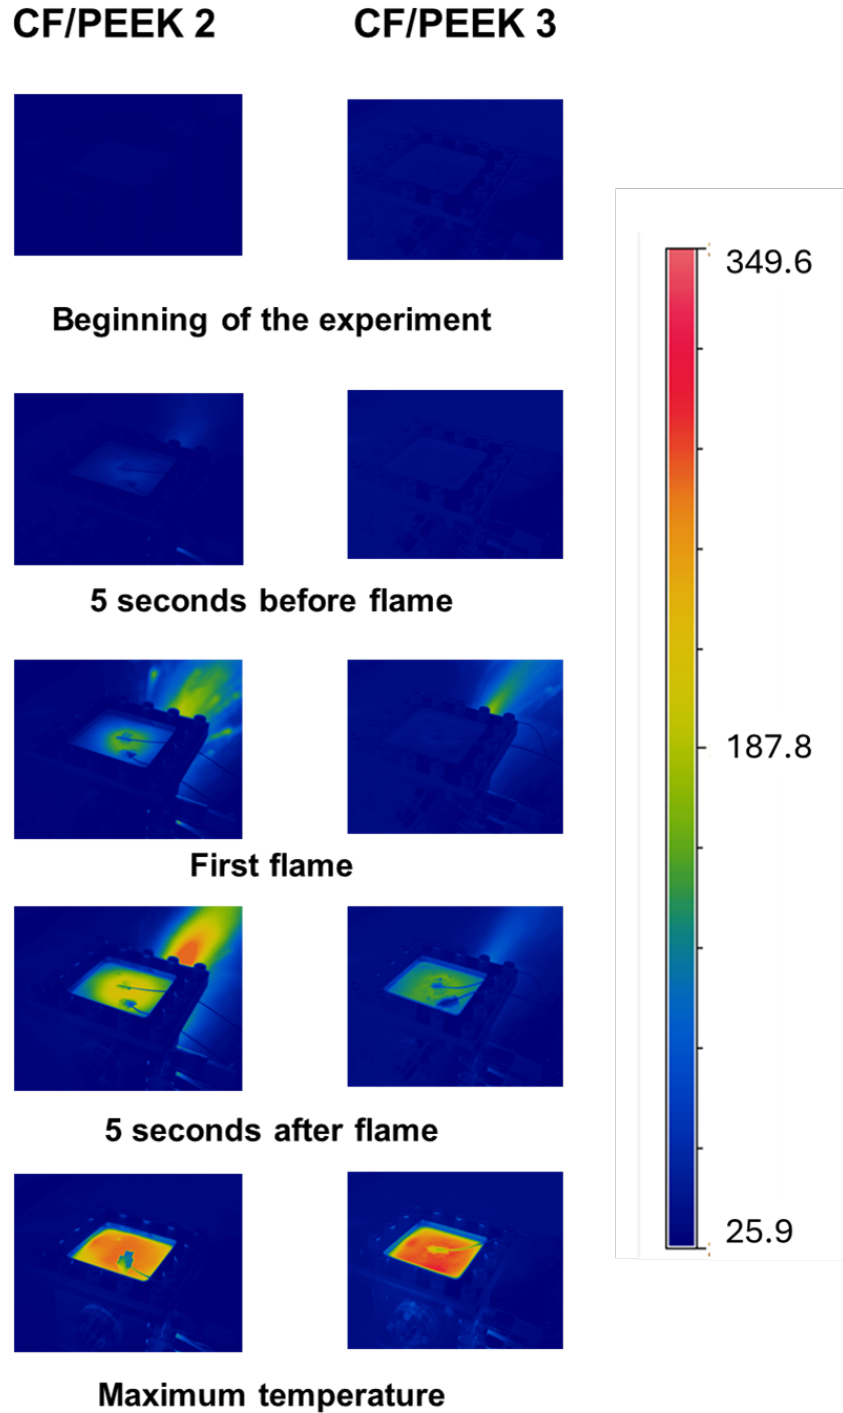 CF/PEEK 2
CF/PEEK 3
Beginning of the experiment
5 seconds before flame
First flame
5 seconds after flame
Maximum temperature
349.6
187.8
25.9